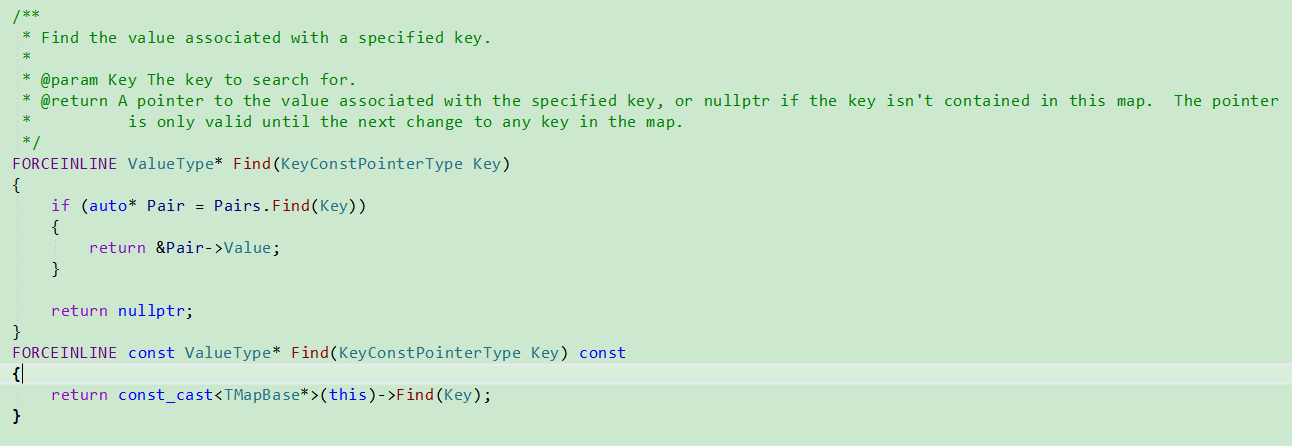 /**
 * Find the value associated with a specified key.
 *
 * @param Key The key to search for.
 * @return A pointer to the value associated with the specified key, or nullptr if the key isn't contained in this map.  The pointer
 *			is only valid until the next change to any key in the map.
 */
FORCEINLINE ValueType* Find(KeyConstPointerType Key)
{
    if (auto* Pair = Pairs.Find(Key))
    {
        return &Pair->Value;
    }

    return nullptr;
}
FORCEINLINE const ValueType* Find(KeyConstPointerType Key) const
{
    return const_cast<TMapBase*>(this)->Find(Key);
}